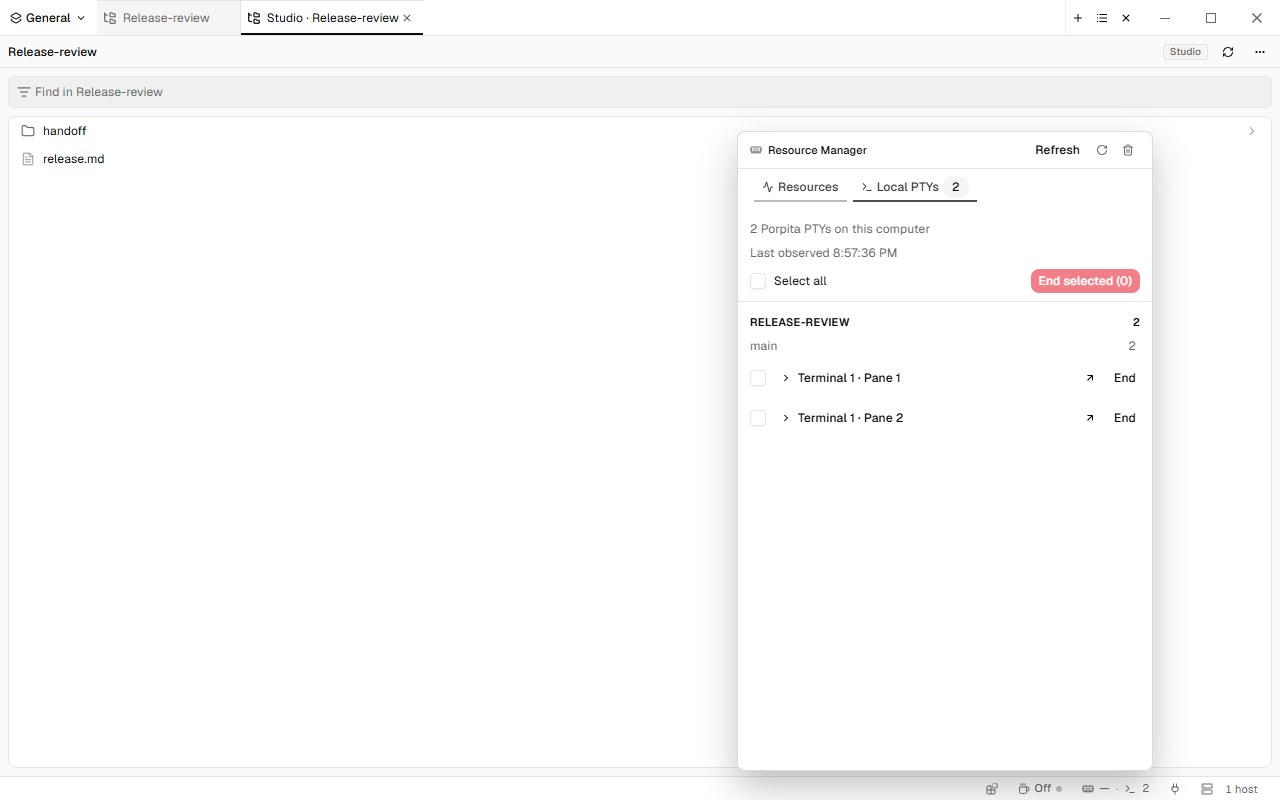 General
Release-review
Studio · Release-review
Release-review
Studio
Find in Release-review
handoff
release.md
Resource Manager
Refresh
Resources
Local PTYs 2
2 Porpita PTYs on this computer
Last observed 8:57:36 PM
Select all
End selected (0)
RELEASE-REVIEW 2
main 2
Terminal 1 · Pane 1 End
Terminal 1 · Pane 2 End
Off — · 2 1 host